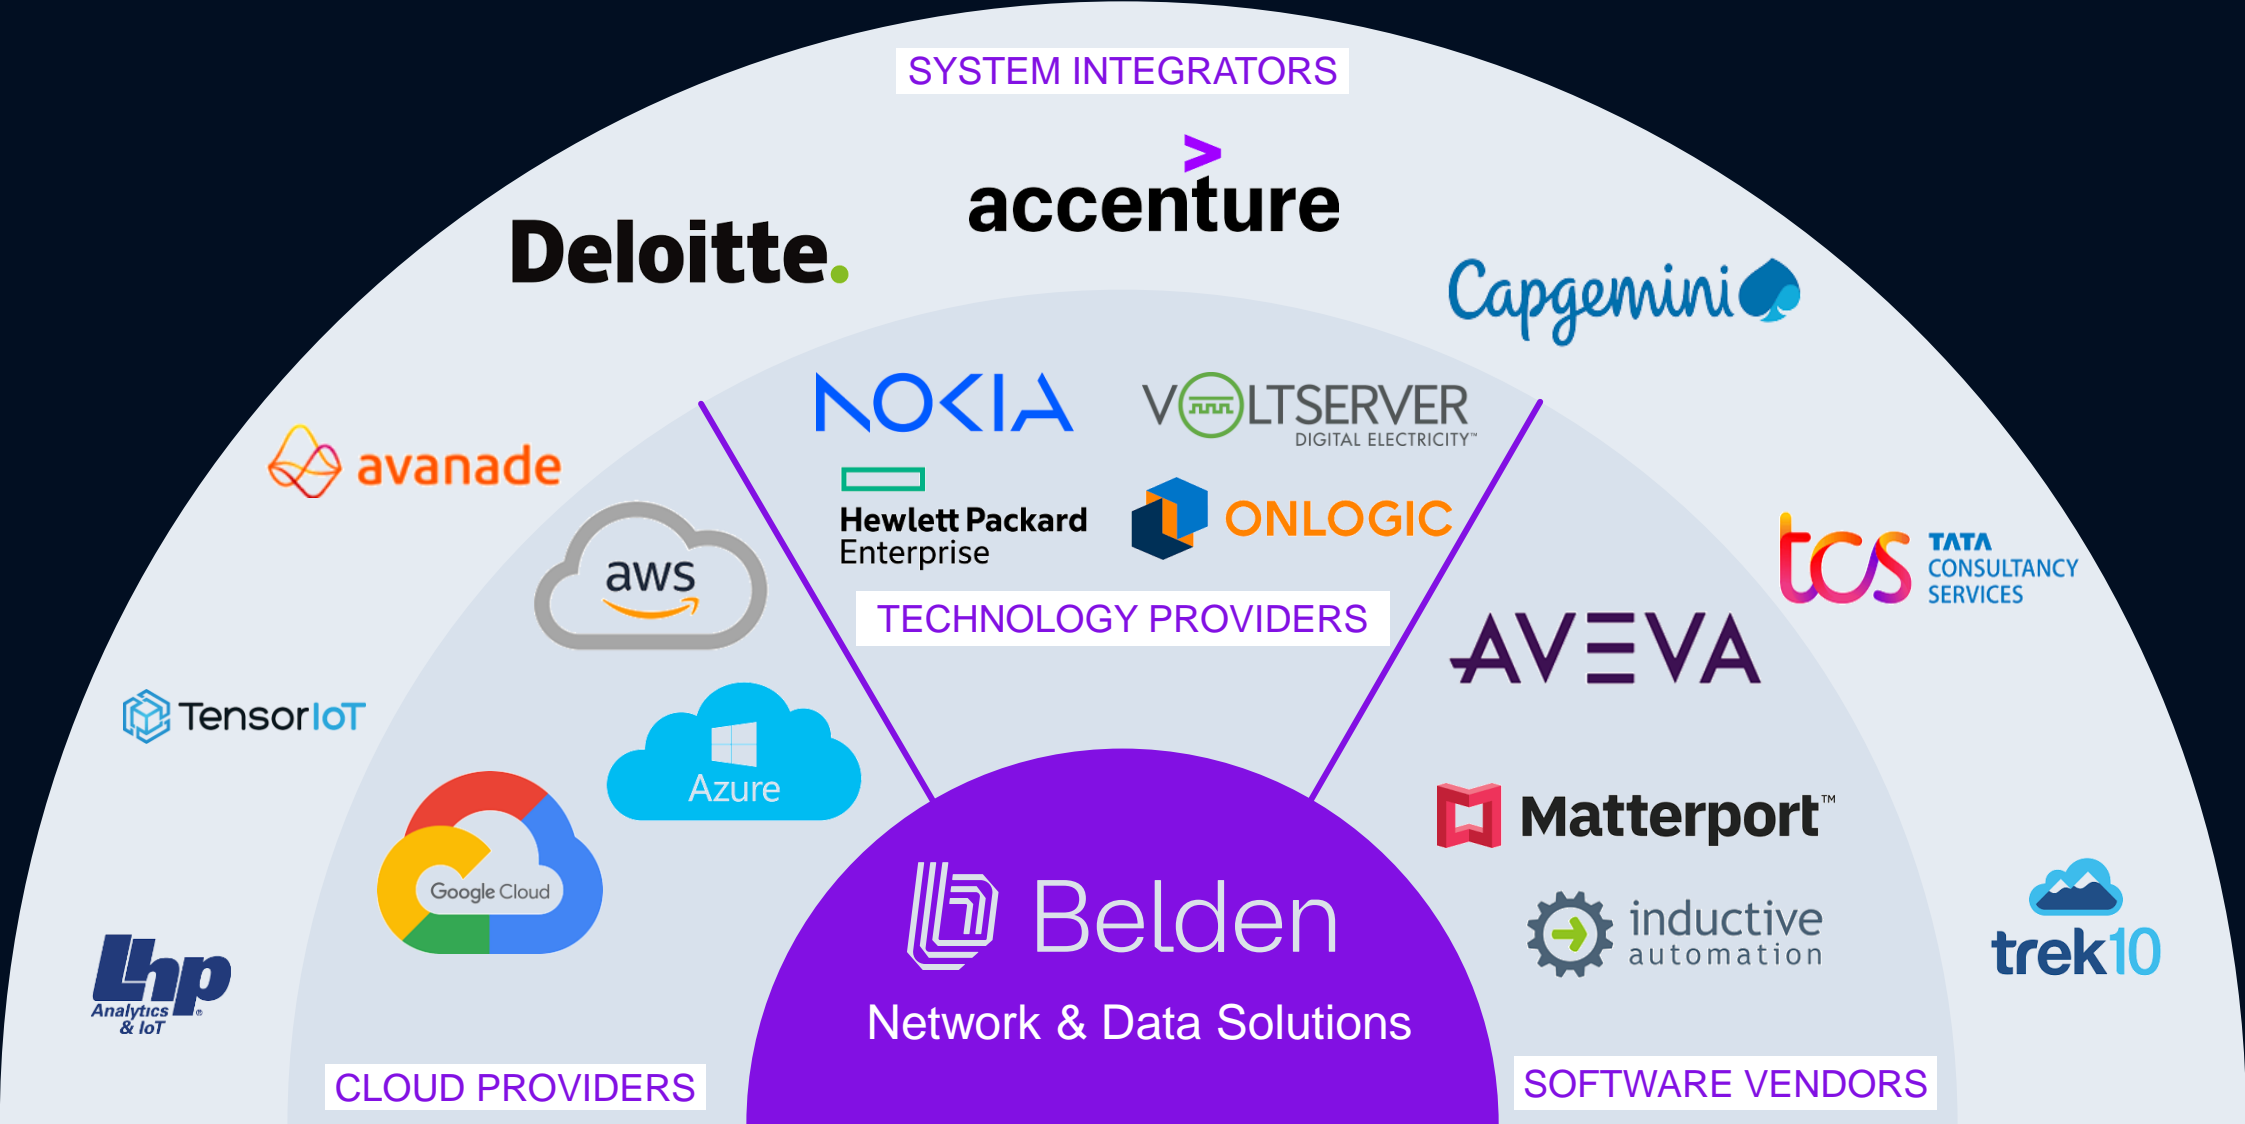 SYSTEM INTEGRATORS
accenture
Deloitte.
Capgemini
avanade
tcs TATA
CONSULTANCY
SERVICES
TensorIoT
trek10
Lhp
Analytics
& IoT
®
NOKIA
VOLTSERVER
DIGITAL ELECTRICITY™
Hewlett Packard
Enterprise
ONLOGIC
TECHNOLOGY PROVIDERS
aws
Azure
Google Cloud
CLOUD PROVIDERS
AVEVA
Matterport™
inductive
automation
SOFTWARE VENDORS
Belden
Network & Data Solutions